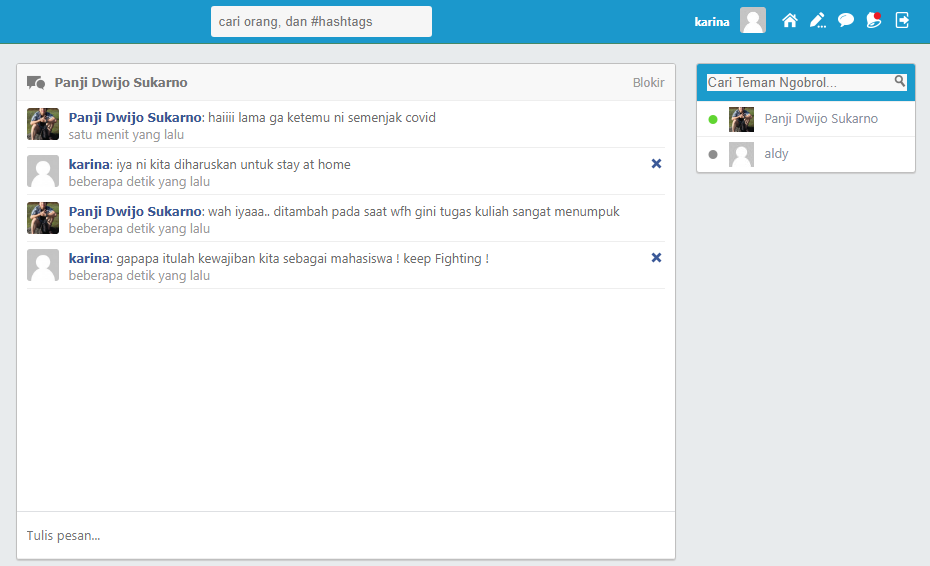 cari orang, dan #hashtags
karina
Panji Dwijo Sukarno
Blokir
Panji Dwijo Sukarno: haiiii lama ga ketemu ni semenjak covid
satu menit yang lalu
karina: iya ni kita diharuskan untuk stay at home
beberapa detik yang lalu
Panji Dwijo Sukarno: wah iyaaa.. ditambah pada saat wfh gini tugas kuliah sangat menumpuk
beberapa detik yang lalu
karina: gapapa itulah kewajiban kita sebagai mahasiswa ! keep Fighting !
beberapa detik yang lalu
Tulis pesan...
Cari Teman Ngobrol...
Panji Dwijo Sukarno
aldy